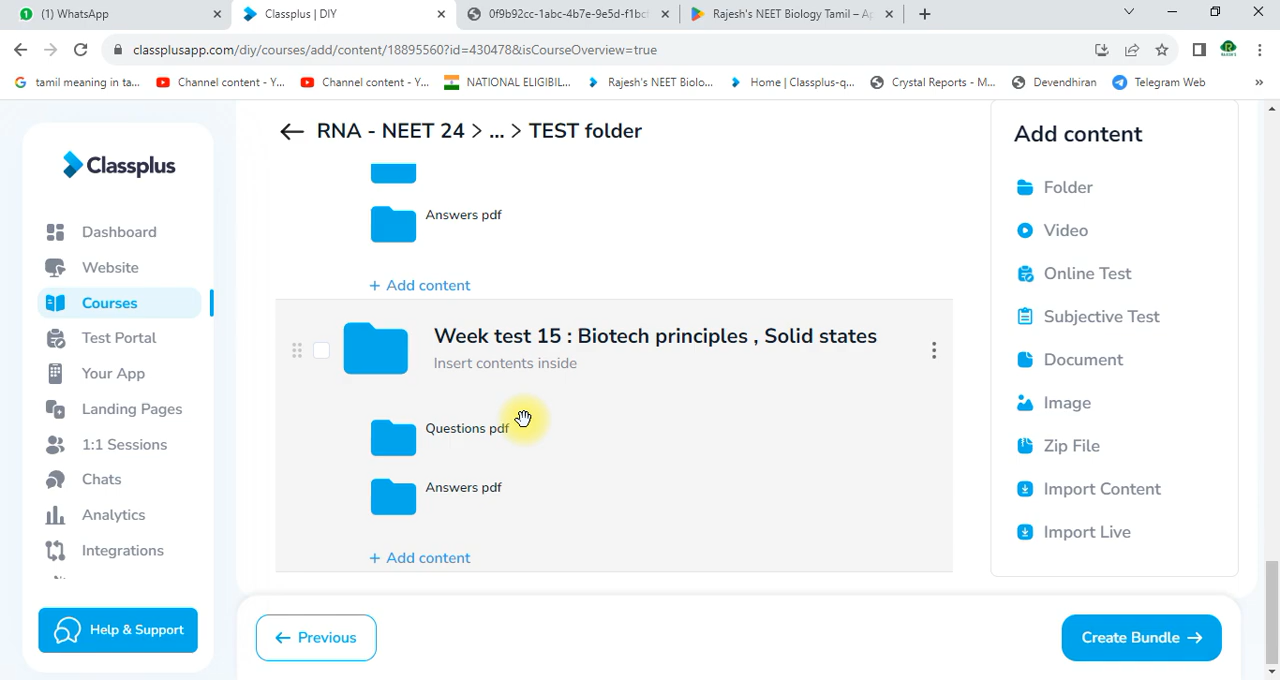 (1) WhatsApp
Classplus | DIY
0f9b92cc-1abc-4b7e-9e5d-f1bc
Rajesh's NEET Biology Tamil – Ap
classplusapp.com/diy/courses/add/content/18895560?id=430478&isCourseOverview=true
tamil meaning in ta...
Channel content - Y...
Channel content - Y...
NATIONAL ELIGIBIL...
Rajesh's NEET Biolo...
Home | Classplus-q...
Crystal Reports - M...
Devendhiran
Telegram Web
»
Classplus
Dashboard
Website
Courses
Test Portal
Your App
Landing Pages
1:1 Sessions
Chats
Analytics
Integrations
Help & Support
← RNA - NEET 24 > ... > TEST folder
Answers pdf
+ Add content
Week test 15 : Biotech principles , Solid states
Insert contents inside
Questions pdf
Answers pdf
+ Add content
← Previous
Create Bundle →
Add content
Folder
Video
Online Test
Subjective Test
Document
Image
Zip File
Import Content
Import Live